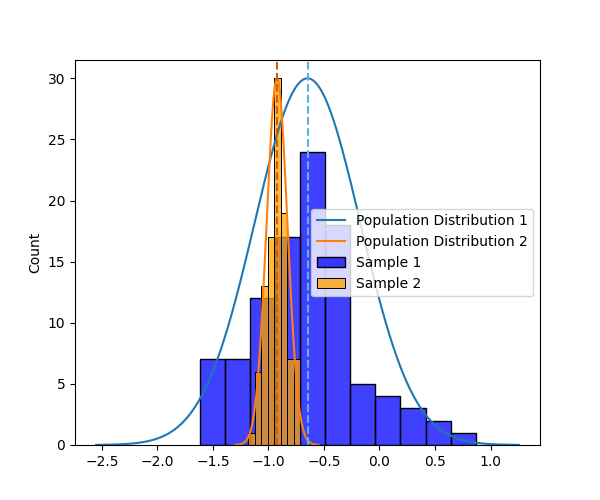 30
25
20
15
10
5
0
Count
Population Distribution 1
Population Distribution 2
Sample 1
Sample 2
−2.5 −2.0 −1.5 −1.0 −0.5 0.0 0.5 1.0